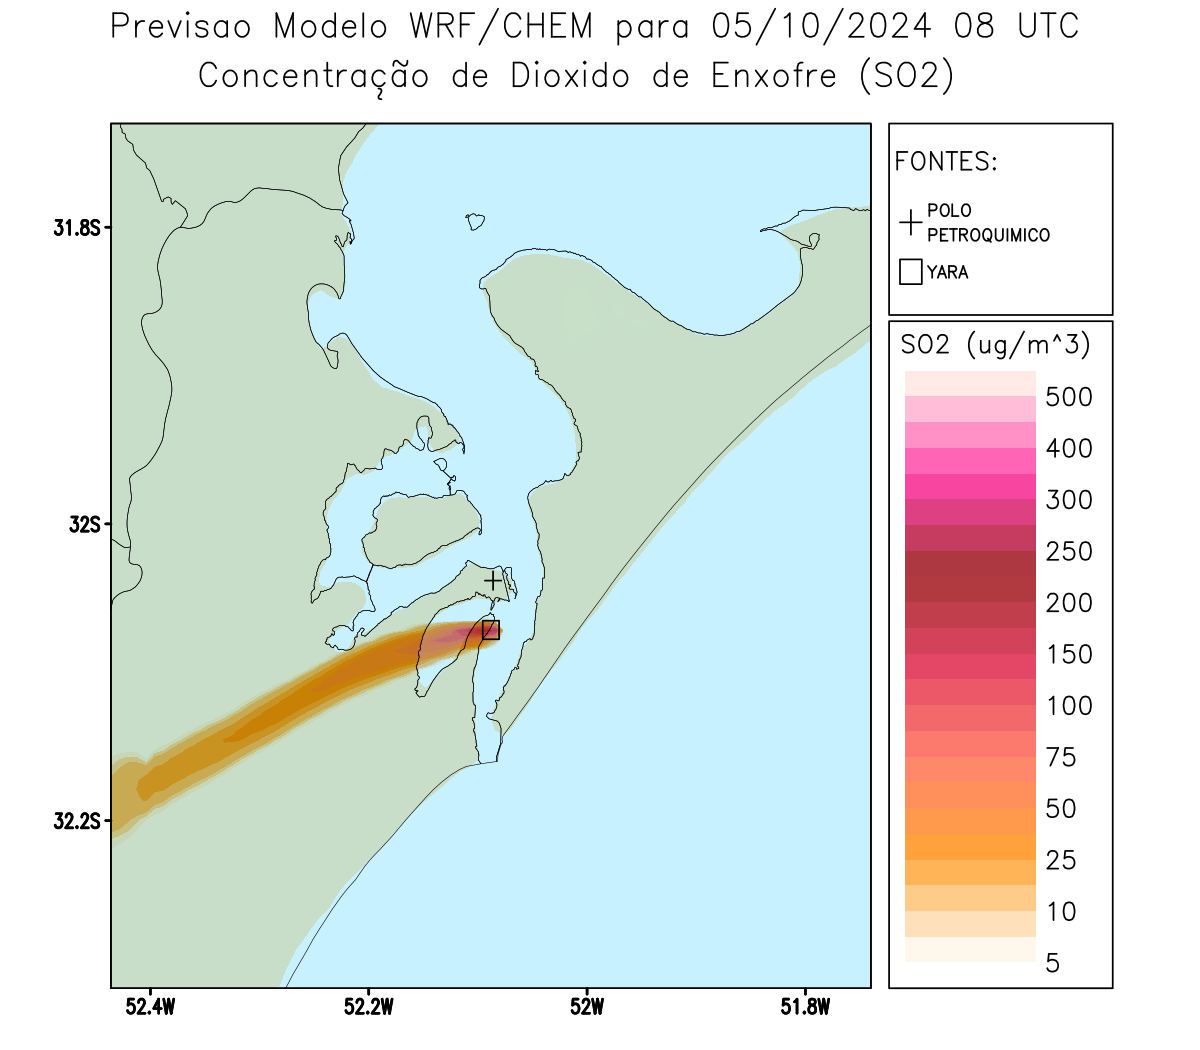 Previsao Modelo WRF/CHEM para 05/10/2024 08 UTC
Concentração de Dioxido de Enxofre (SO2)
FONTES:
POLO
PETROQUIMICO
YARA
SO2 (ug/m^3)
500
400
300
250
200
150
100
75
50
25
10
5
31.8S
32S
32.2S
52.4W
52.2W
52W
51.8W